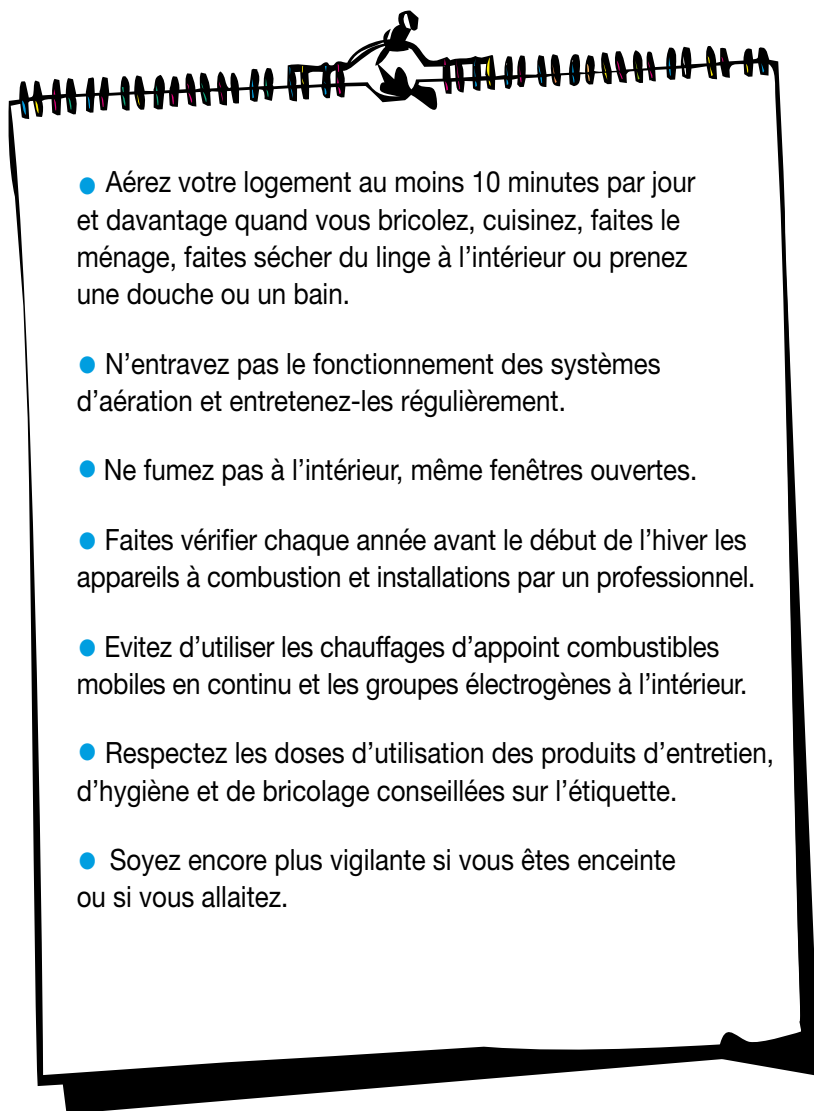 ● Aérez votre logement au moins 10 minutes par jour
et davantage quand vous bricolez, cuisinez, faites le
ménage, faites sécher du linge à l’intérieur ou prenez
une douche ou un bain.
● N’entravez pas le fonctionnement des systèmes
d’aération et entretenez-les régulièrement.
● Ne fumez pas à l’intérieur, même fenêtres ouvertes.
● Faites vérifier chaque année avant le début de l’hiver les
appareils à combustion et installations par un professionnel.
● Evitez d’utiliser les chauffages d’appoint combustibles
mobiles en continu et les groupes électrogènes à l’intérieur.
● Respectez les doses d’utilisation des produits d’entretien,
d’hygiène et de bricolage conseillées sur l’étiquette.
● Soyez encore plus vigilante si vous êtes enceinte
ou si vous allaitez.